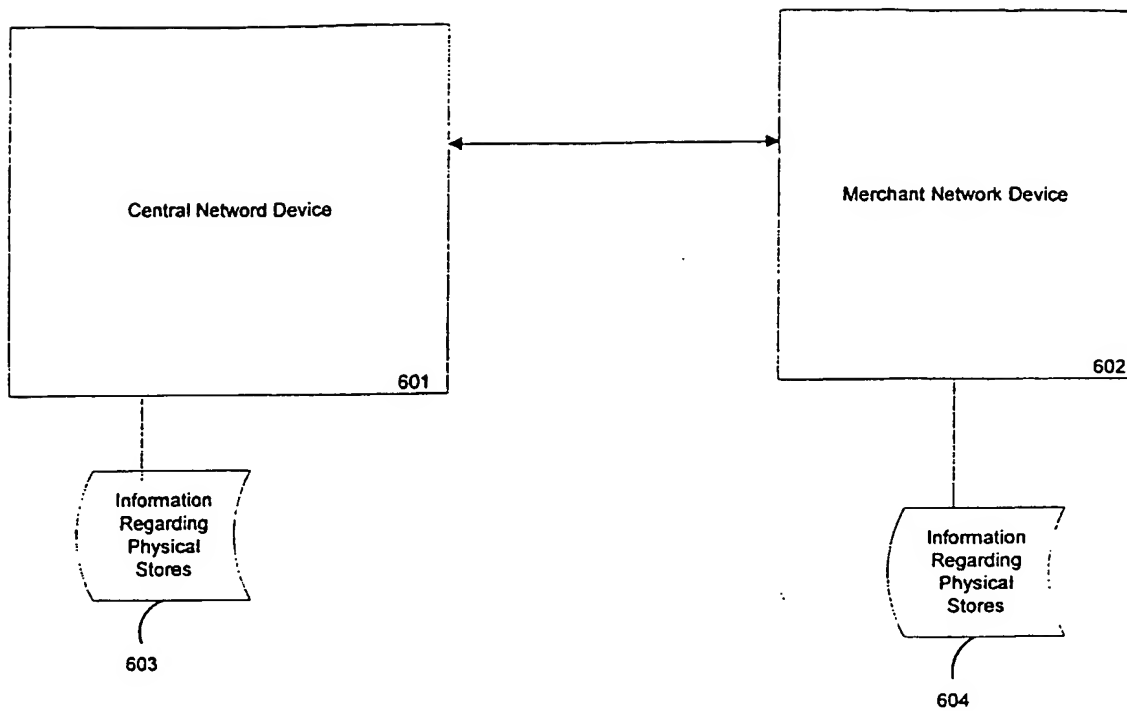 Central Netword Device
601
Merchant Network Device
602
Information
Regarding
Physical
Stores
603
Information
Regarding
Physical
Stores
604